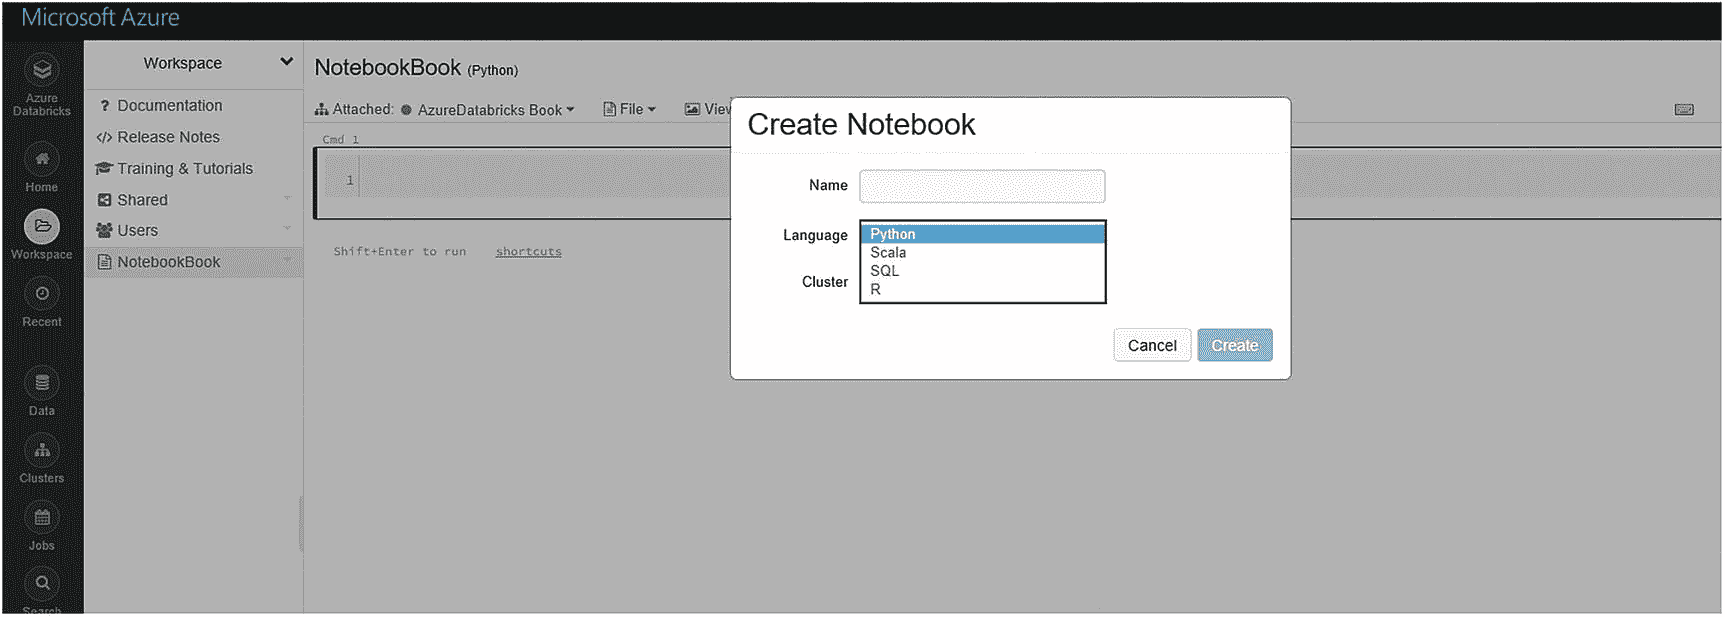 Microsoft Azure
Azure
Databricks
Home
Workspace
Recent
Data
Clusters
Jobs
Search
Workspace
? Documentation
</> Release Notes
Training & Tutorials
Shared
Users
NotebookBook
NotebookBook (Python)
Attached: AzureDatabricks Book File View
Cmd 1
1
Shift+Enter to run shortcuts
Create Notebook
Name
Language Python
Scala
SQL
Cluster R
Cancel Create